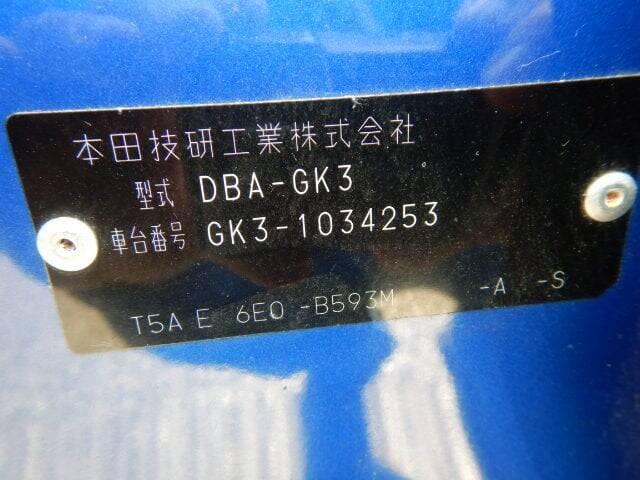 本田技研工業株式会社
型式 DBA-GK3
車台番号 GK3-1034253
T5A E 6E0 -B593M -A -S